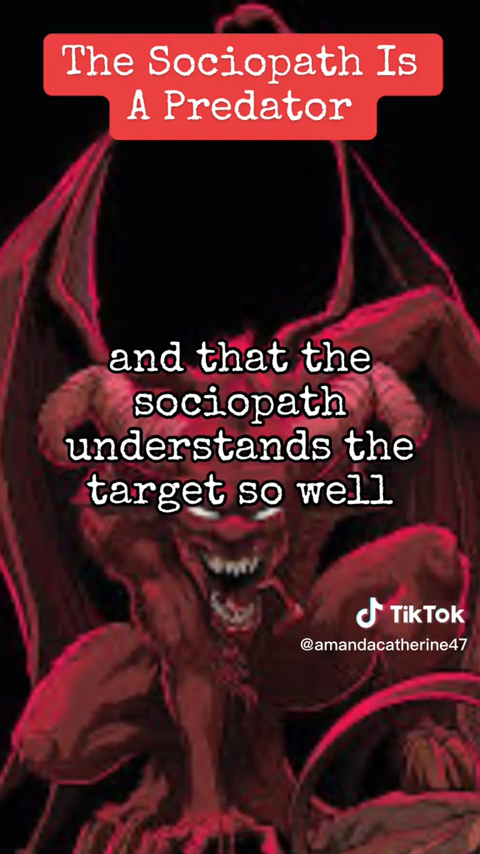 The Sociopath Is
A Predator
and that the
sociopath
understands the
target so well
TikTok
@amandacatherine47